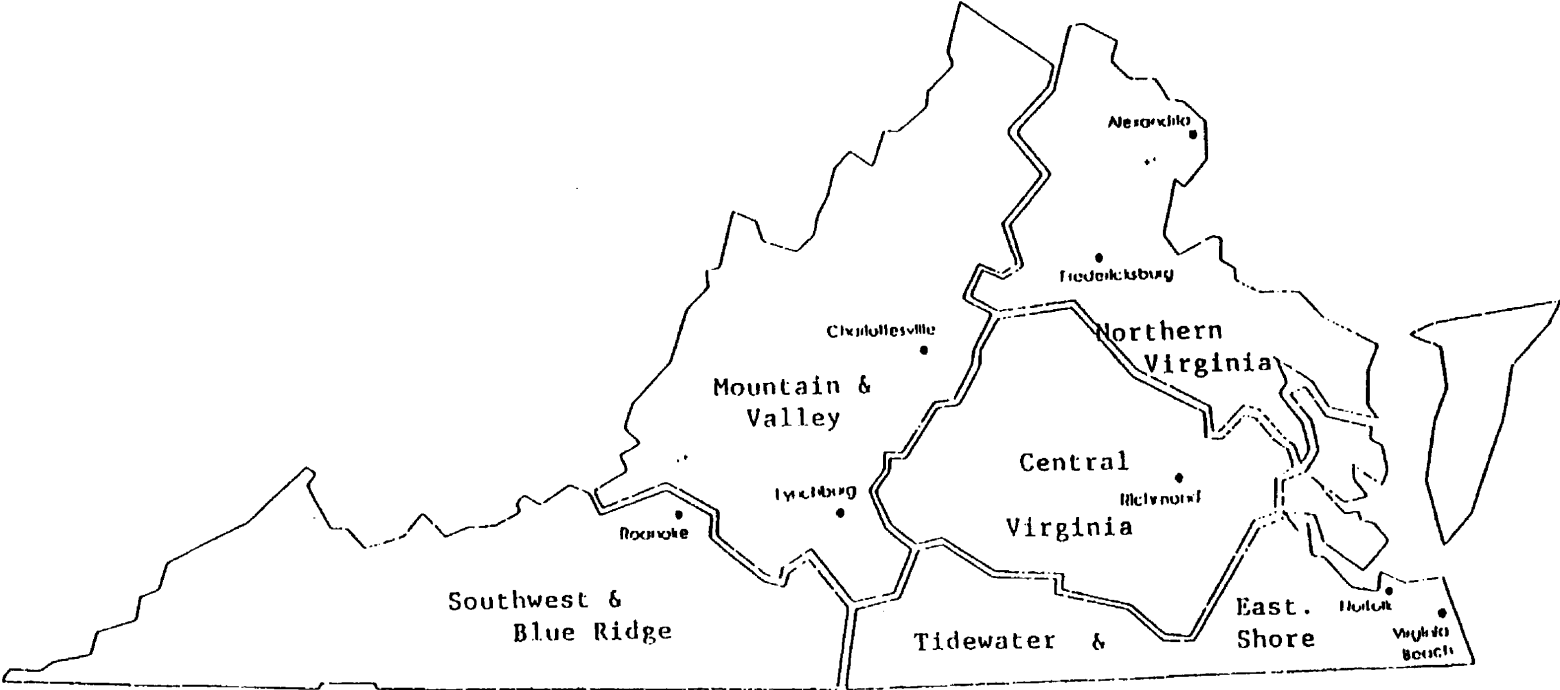 Alexandria
Fredericksburg
Northern
Virginia
Charlottesville
Mountain &
Valley
Central
Virginia
Richmond
Lynchburg
Roanoke
Southwest &
Blue Ridge
Tidewater &
East.
Shore
Norfolk
Virginia
Beach